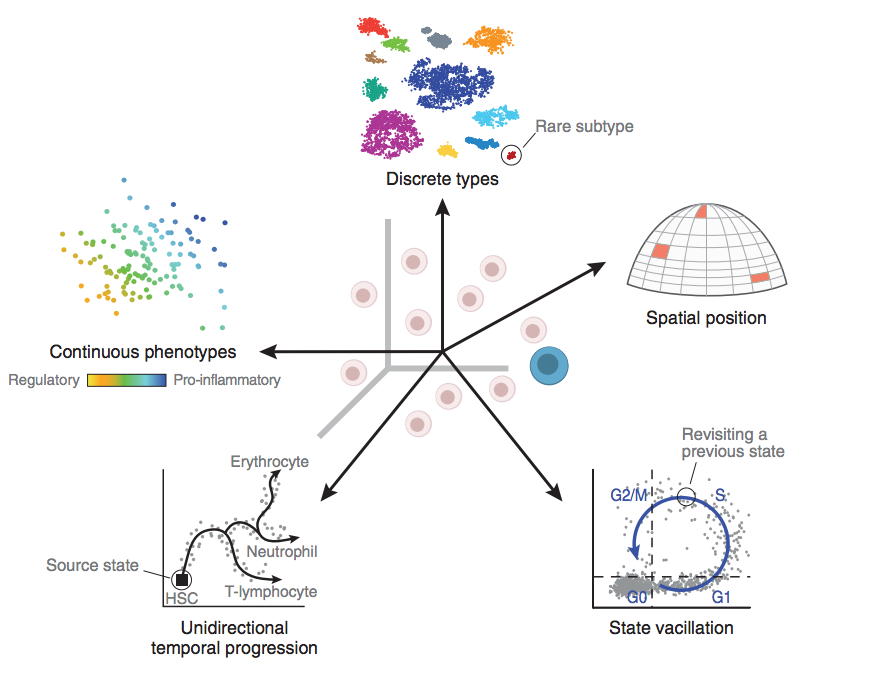 Rare subtype
Discrete types
Spatial position
Continuous phenotypes
Regulatory
Pro-inflammatory
Revisiting a
previous state
G2/M
S
G0
G1
State vacillation
Erythrocyte
Neutrophil
T-lymphocyte
Source state
HSC
Unidirectional
temporal progression